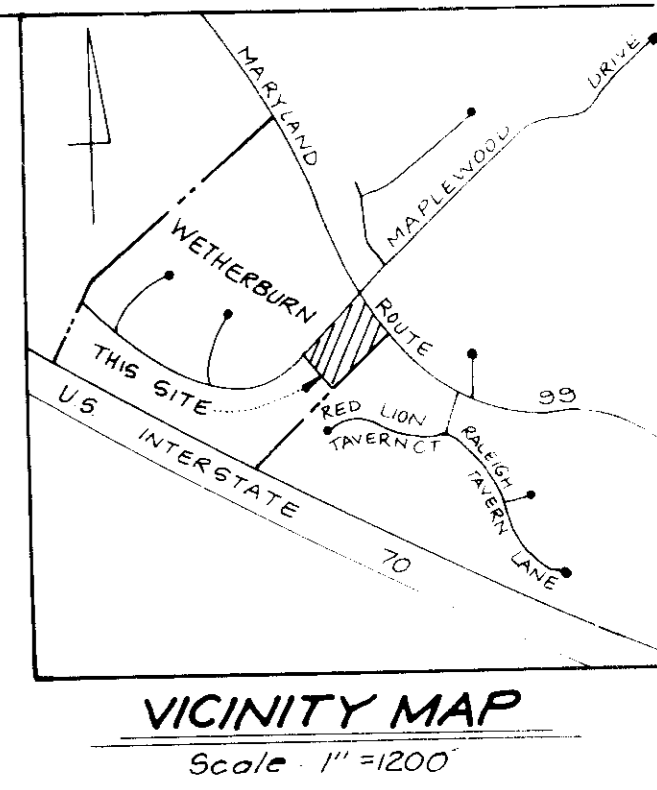 MARYLAND
ROUTE
99
MAPLEWOOD
DRIVE
WETHERBURN
THIS SITE
U.S. INTERSTATE 70
RED LION
TAVERN CT
RALEIGH
TAVERN LANE
VICINITY MAP
Scale 1" = 1200'